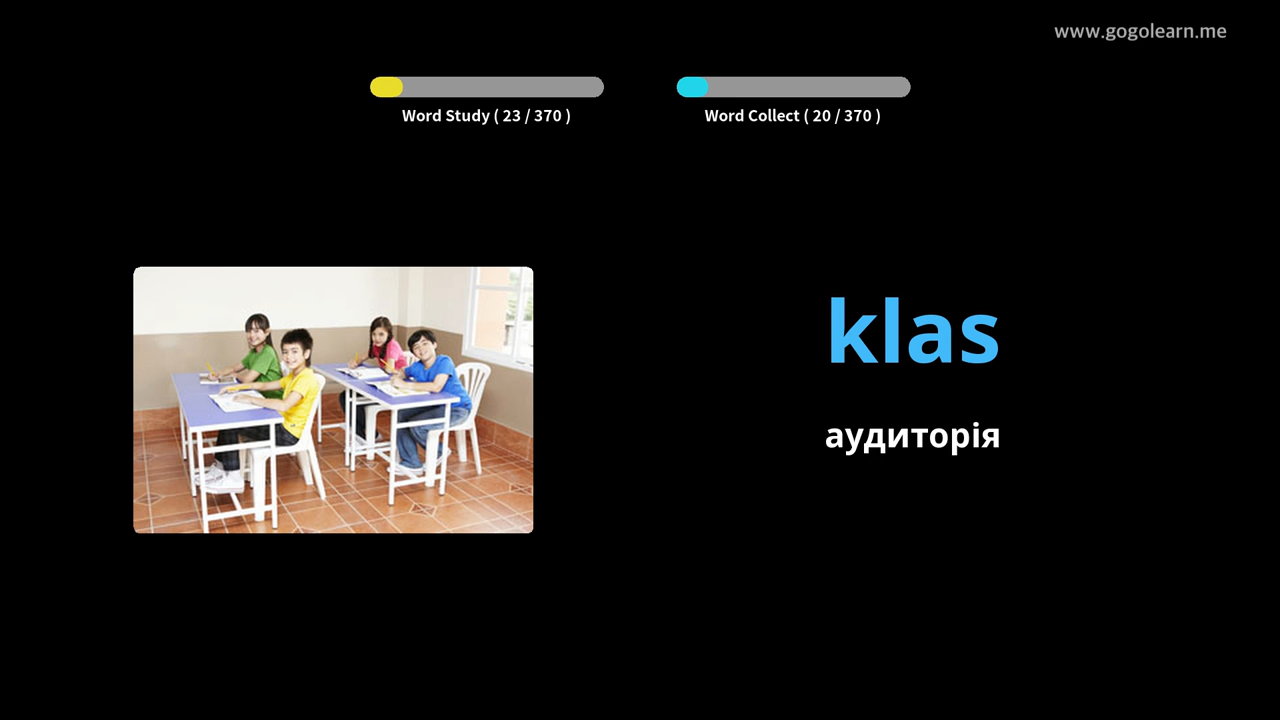 www.gogolearn.me
Word Study ( 23 / 370 )
Word Collect ( 20 / 370 )
klas
аудиторія